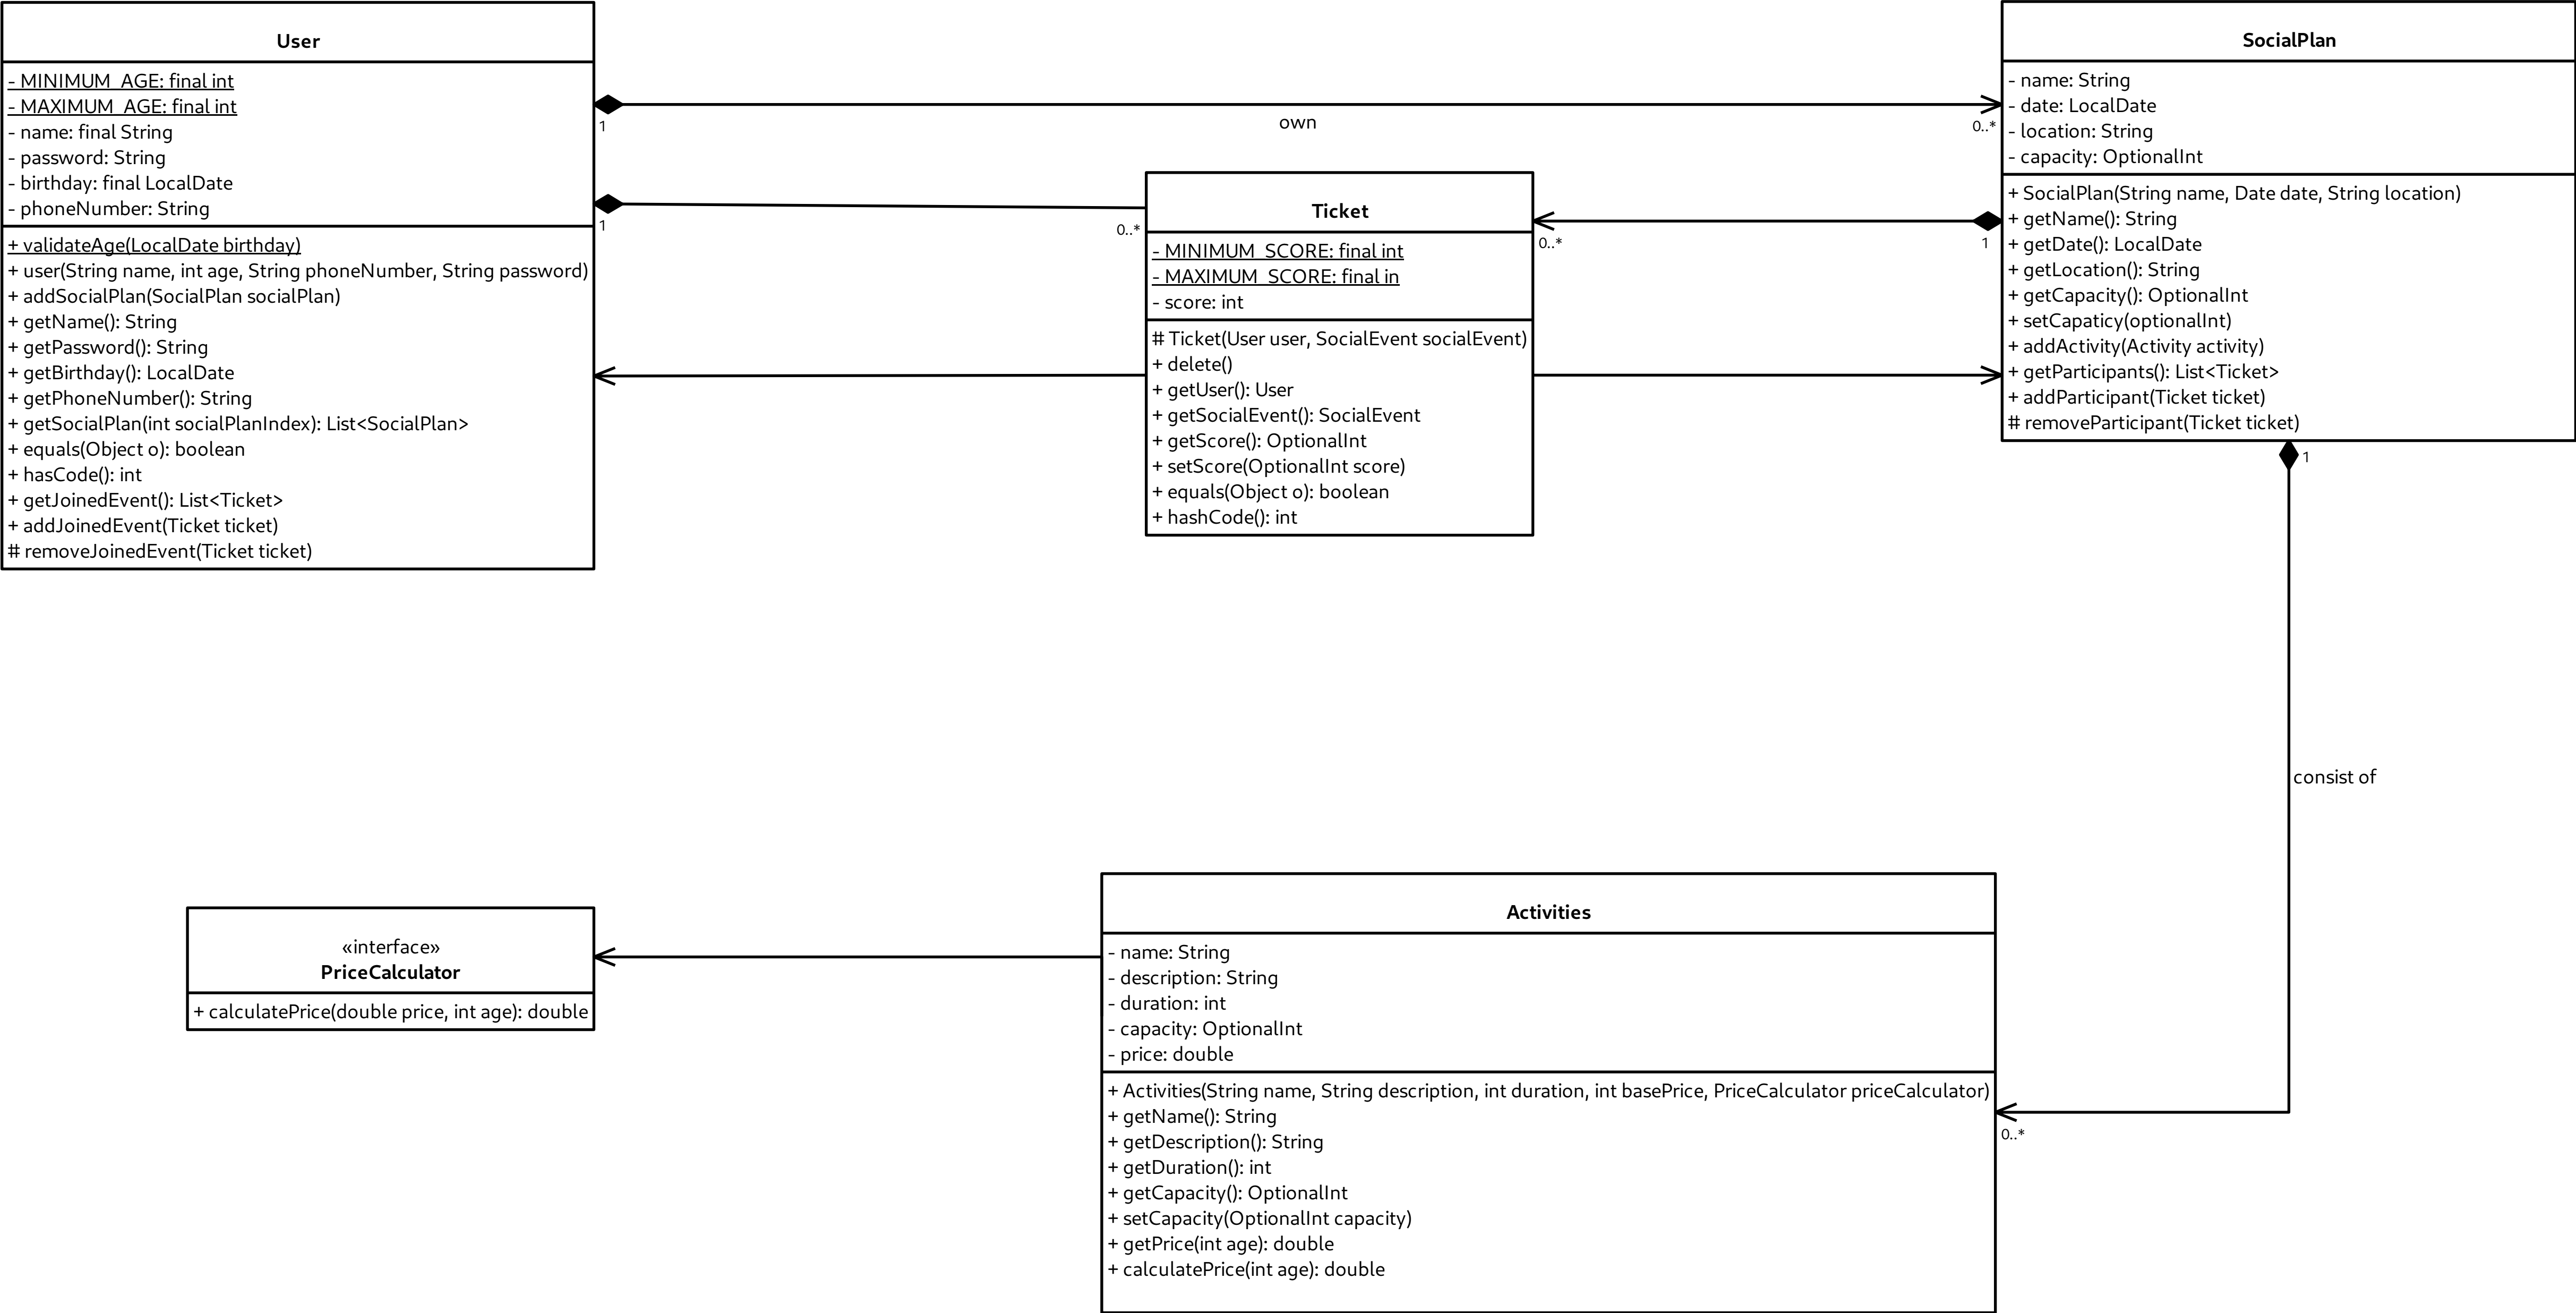 User
- MINIMUM_AGE: final int
- MAXIMUM_AGE: final int
- name: final String
- password: String
- birthday: final LocalDate
- phoneNumber: String
+ validateAge(LocalDate birthday)
+ user(String name, int age, String phoneNumber, String password)
+ addSocialPlan(SocialPlan socialPlan)
+ getName(): String
+ getPassword(): String
+ getBirthday(): LocalDate
+ getPhoneNumber(): String
+ getSocialPlan(int socialPlanIndex): List<SocialPlan>
+ equals(Object o): boolean
+ hasCode(): int
+ getJoinedEvent(): List<Ticket>
+ addJoinedEvent(Ticket ticket)
# removeJoinedEvent(Ticket ticket)
1
own
0..*
1
0..*
Ticket
- MINIMUM_SCORE: final int
- MAXIMUM_SCORE: final in
- score: int
# Ticket(User user, SocialEvent socialEvent)
+ delete()
+ getUser(): User
+ getSocialEvent(): SocialEvent
+ getScore(): OptionalInt
+ setScore(OptionalInt score)
+ equals(Object o): boolean
+ hashCode(): int
0..*
1
SocialPlan
- name: String
- date: LocalDate
- location: String
- capacity: OptionalInt
+ SocialPlan(String name, Date date, String location)
+ getName(): String
+ getDate(): LocalDate
+ getLocation(): String
+ getCapacity(): OptionalInt
+ setCapaticy(optionalInt)
+ addActivity(Activity activity)
+ getParticipants(): List<Ticket>
+ addParticipant(Ticket ticket)
# removeParticipant(Ticket ticket)
1
consist of
0..*
«interface»
PriceCalculator
+ calculatePrice(double price, int age): double
Activities
- name: String
- description: String
- duration: int
- capacity: OptionalInt
- price: double
+ Activities(String name, String description, int duration, int basePrice, PriceCalculator priceCalculator)
+ getName(): String
+ getDescription(): String
+ getDuration(): int
+ getCapacity(): OptionalInt
+ setCapacity(OptionalInt capacity)
+ getPrice(int age): double
+ calculatePrice(int age): double